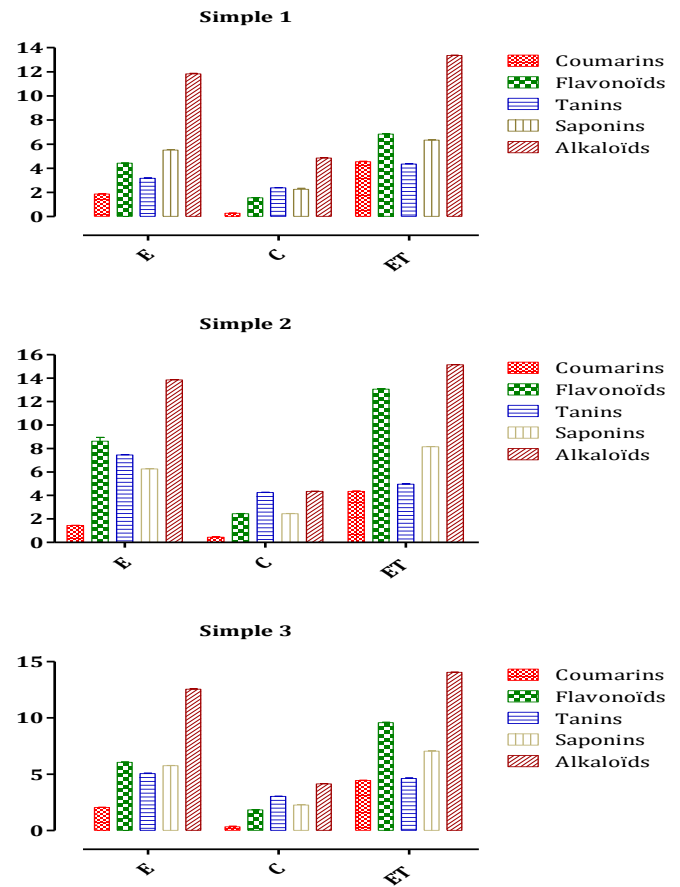 Simple 1
14
12
10
8
6
4
2
0
E
C
ET
Coumarins
Flavonoïds
Tanins
Saponins
Alkaloïds
Simple 2
16
14
12
10
8
6
4
2
0
E
C
ET
Coumarins
Flavonoïds
Tanins
Saponins
Alkaloïds
Simple 3
15
10
5
0
E
C
ET
Coumarins
Flavonoïds
Tanins
Saponins
Alkaloïds